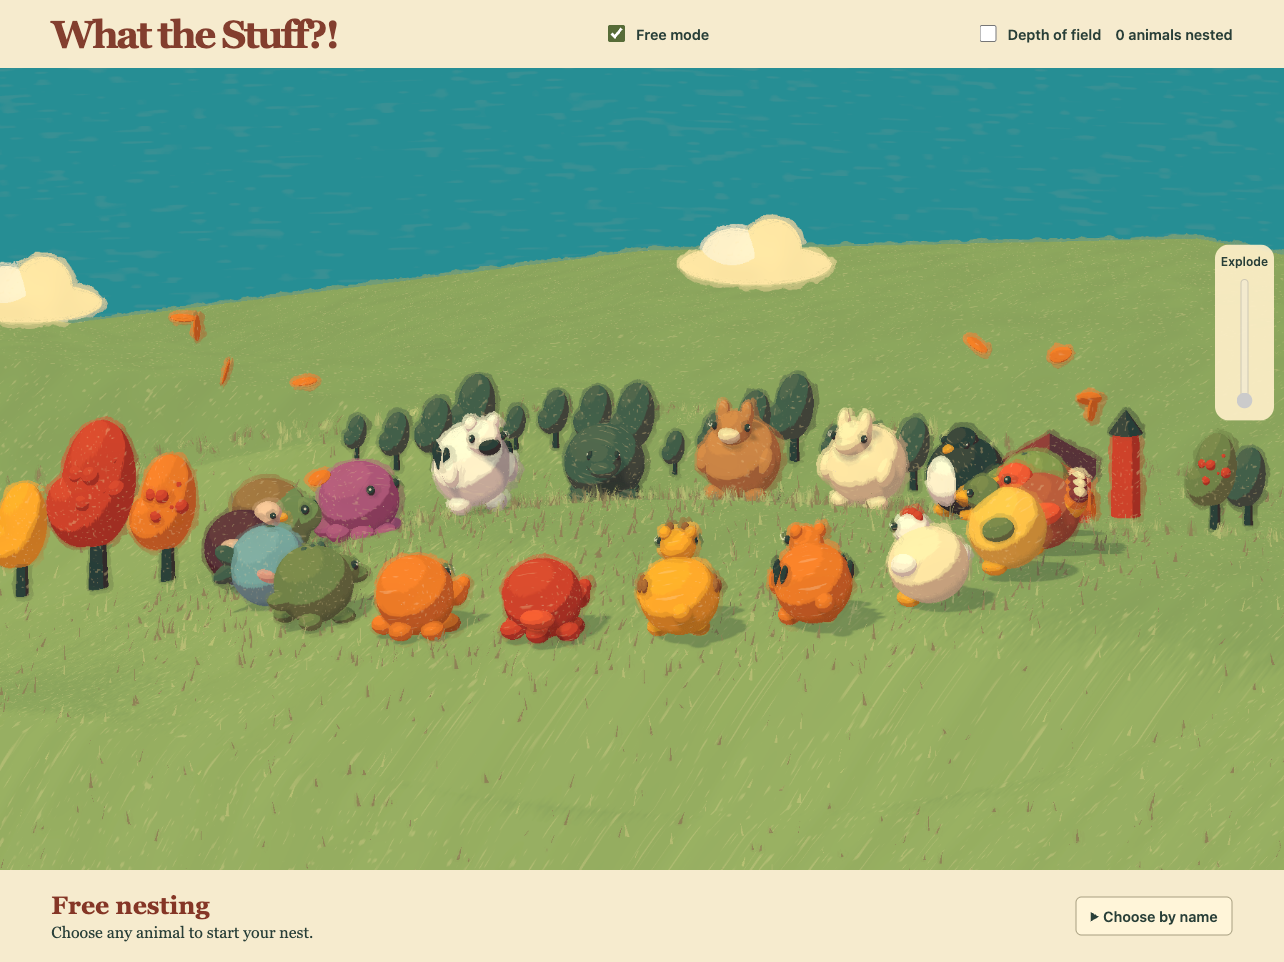 What the Stuff?!
Free mode
Depth of field
0 animals nested
Explode
Free nesting
Choose any animal to start your nest.
Choose by name